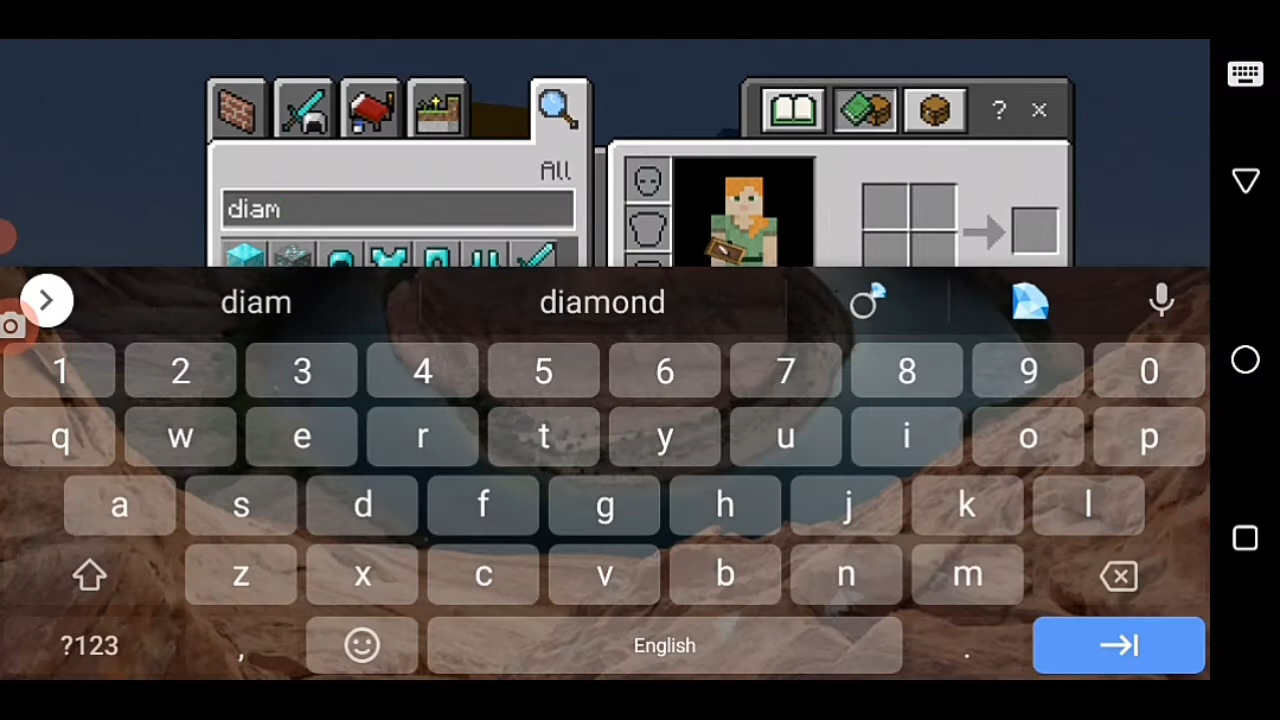 ? ×
All
diam
diam diamond
1 2 3 4 5 6 7 8 9 0
q w e r t y u i o p
a s d f g h j k l
z x c v b n m
?123 , English .